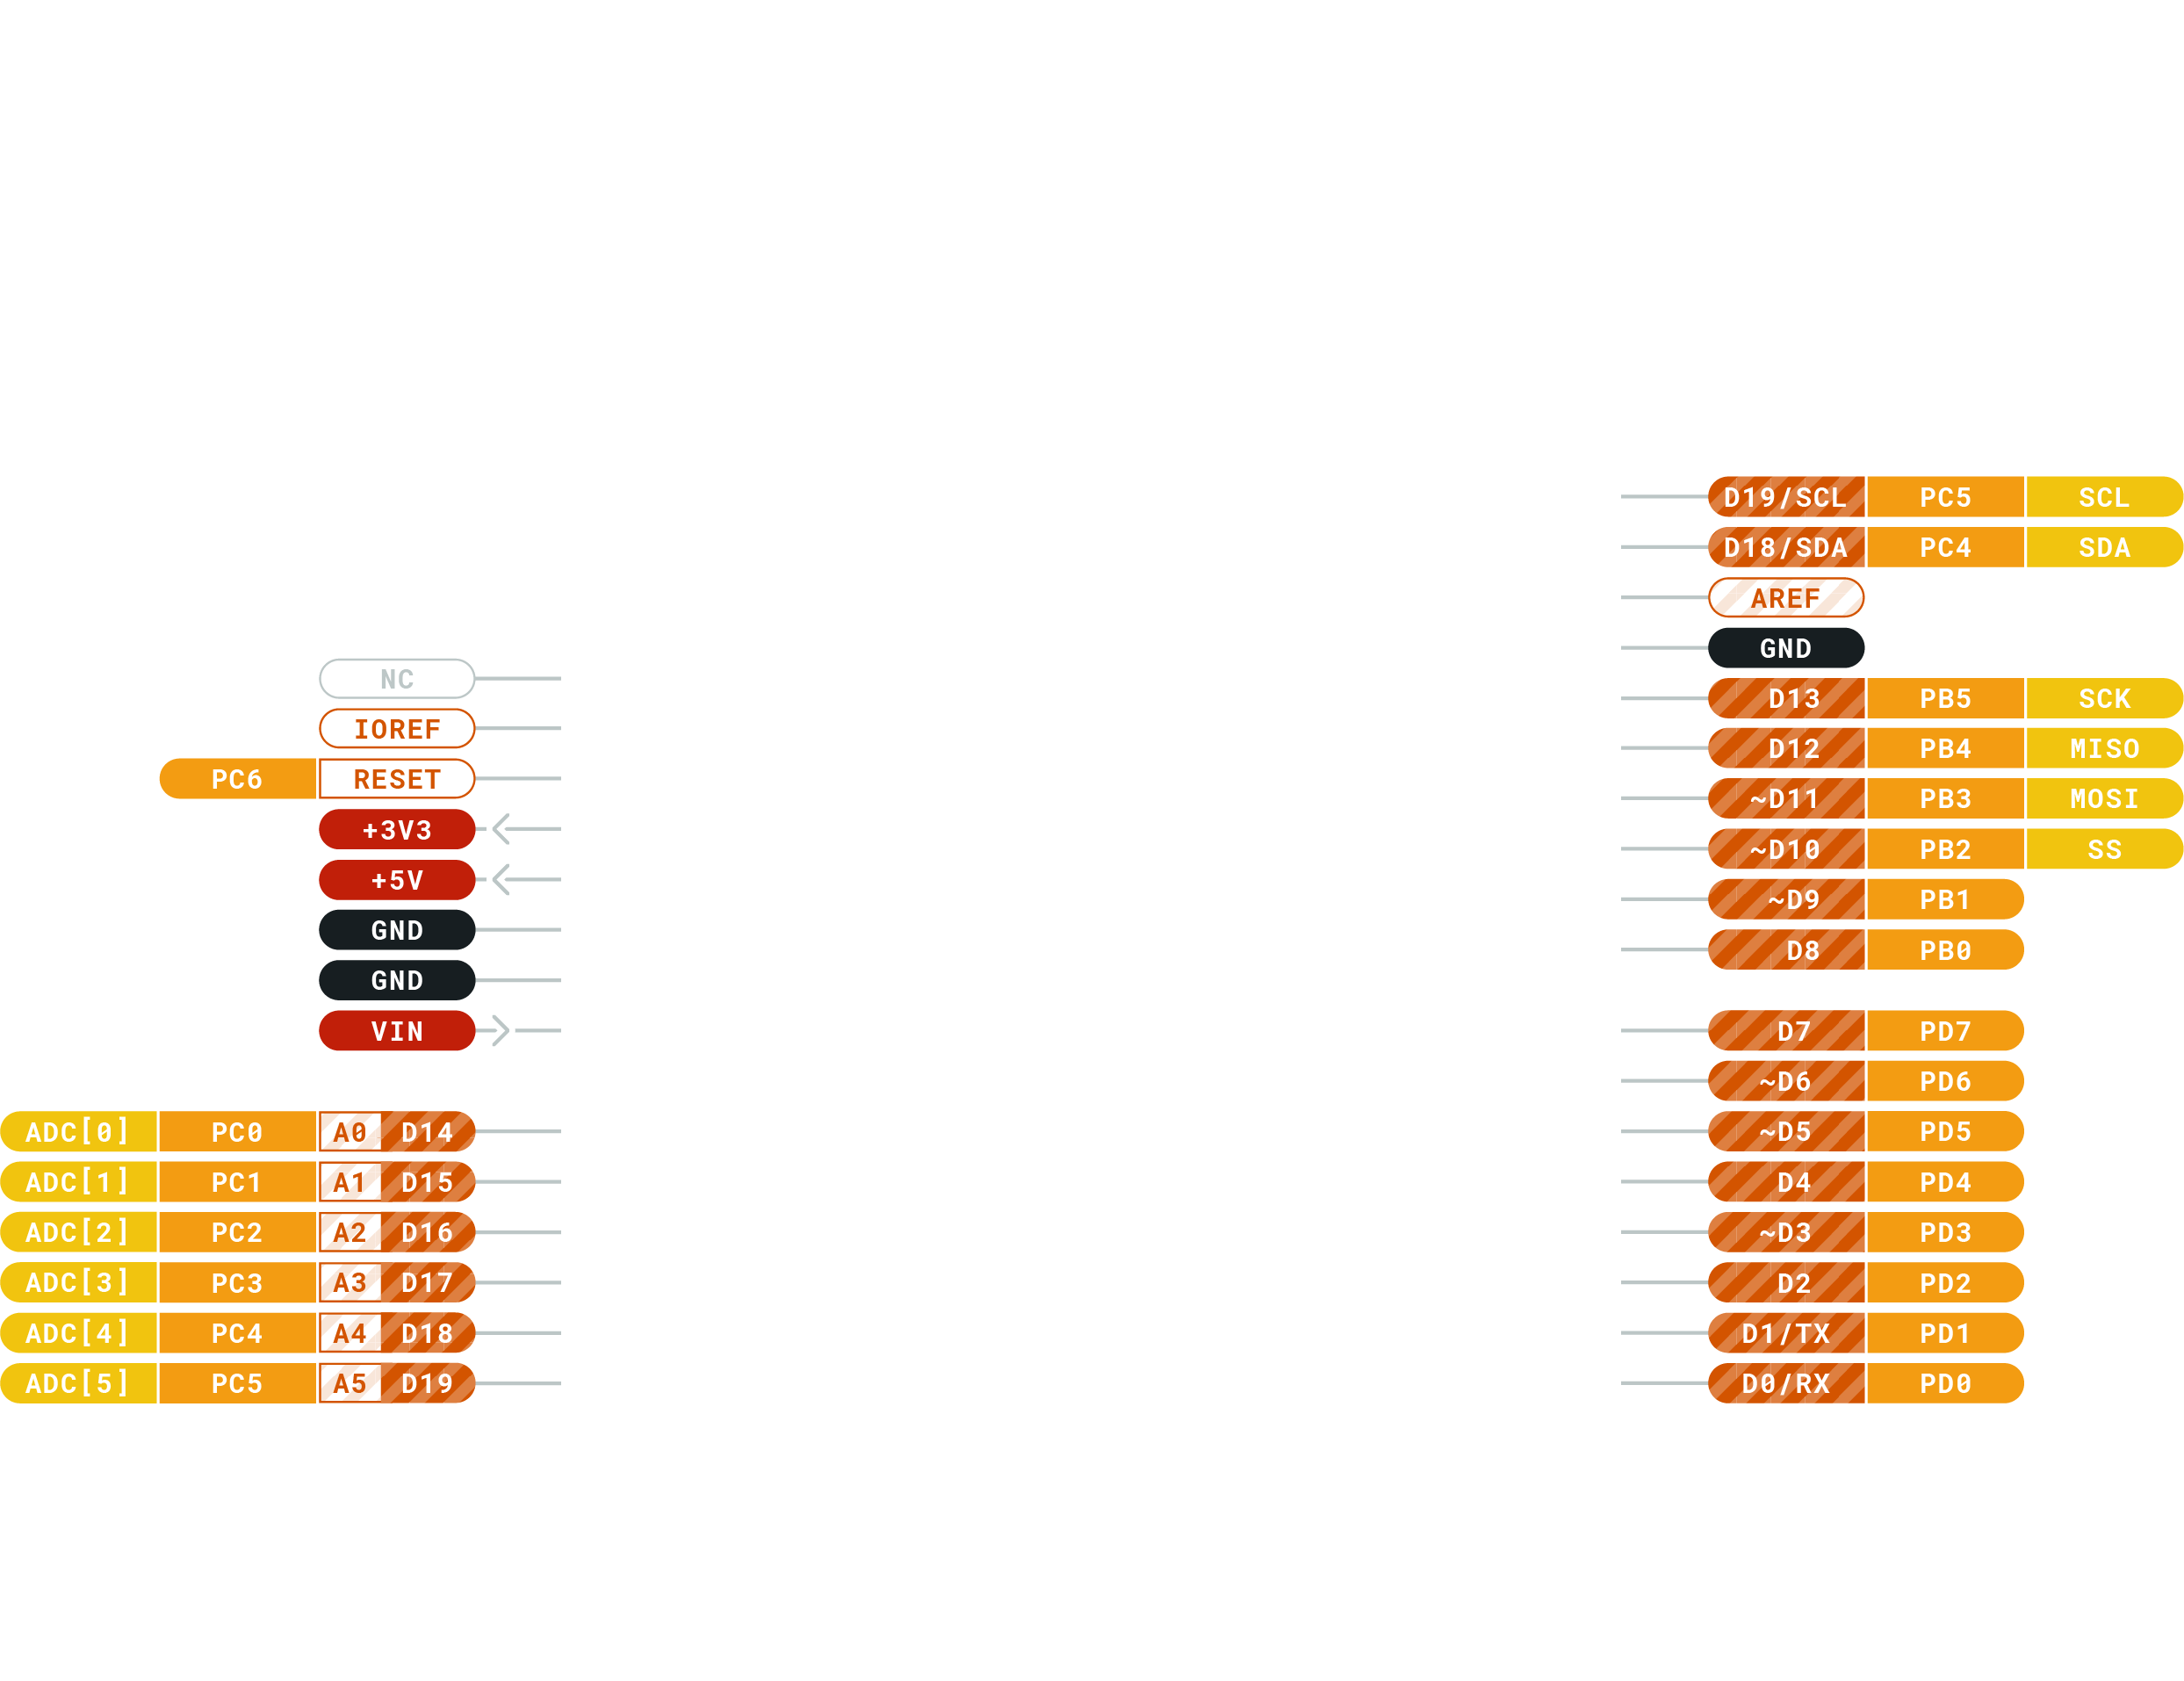 NC
IOREF
PC6 RESET
+3V3
+5V
GND
GND
VIN
ADC[0] PC0 A0 D14
ADC[1] PC1 A1 D15
ADC[2] PC2 A2 D16
ADC[3] PC3 A3 D17
ADC[4] PC4 A4 D18
ADC[5] PC5 A5 D19
D19/SCL PC5 SCL
D18/SDA PC4 SDA
AREF
GND
D13 PB5 SCK
D12 PB4 MISO
~D11 PB3 MOSI
~D10 PB2 SS
~D9 PB1
D8 PB0
D7 PD7
~D6 PD6
~D5 PD5
D4 PD4
~D3 PD3
D2 PD2
D1/TX PD1
D0/RX PD0